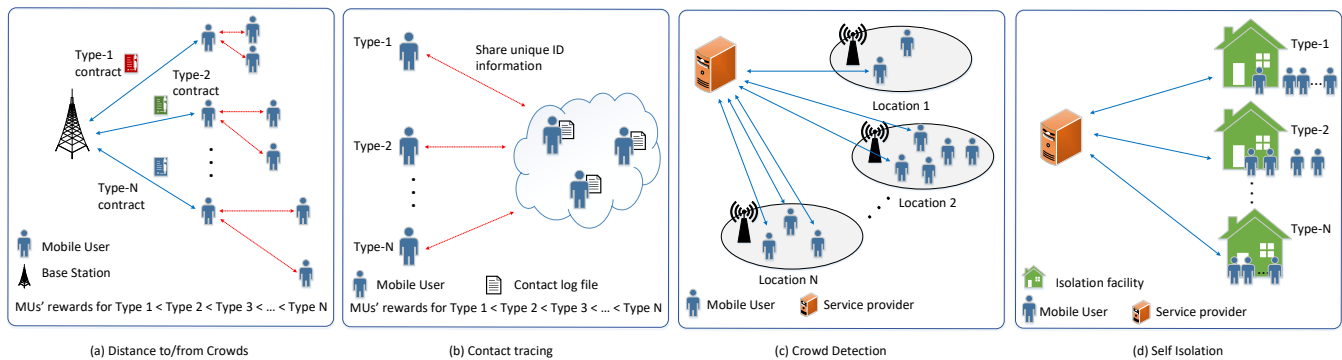 Type-1
contract
Type-2
contract
Type-N
contract
Mobile User
Base Station
MUs' rewards for Type 1 < Type 2 < Type 3 < ... < Type N
(a) Distance to/from Crowds
Type-1
Share unique ID
information
Type-2
Type-N
Mobile User
Contact log file
MUs' rewards for Type 1 < Type 2 < Type 3 < ... < Type N
(b) Contact tracing
Location 1
Location 2
Location N
Mobile User
Service provider
(c) Crowd Detection
Type-1
Type-2
Type-N
Isolation facility
Mobile User
Service provider
(d) Self Isolation